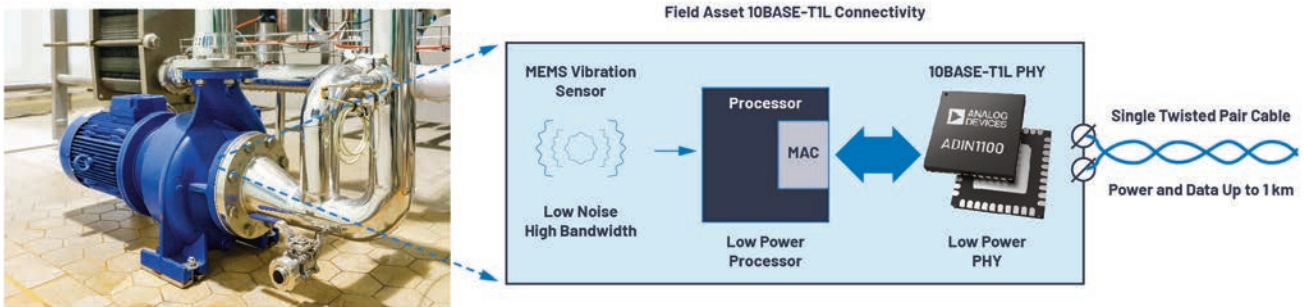 Field Asset 10BASE-T1L Connectivity
MEMS Vibration
Sensor
Low Noise
High Bandwidth
Processor
MAC
Low Power
Processor
10BASE-T1L PHY
ANALOG
DEVICES
ADIN1100
Low Power
PHY
Single Twisted Pair Cable
Power and Data Up to 1 km